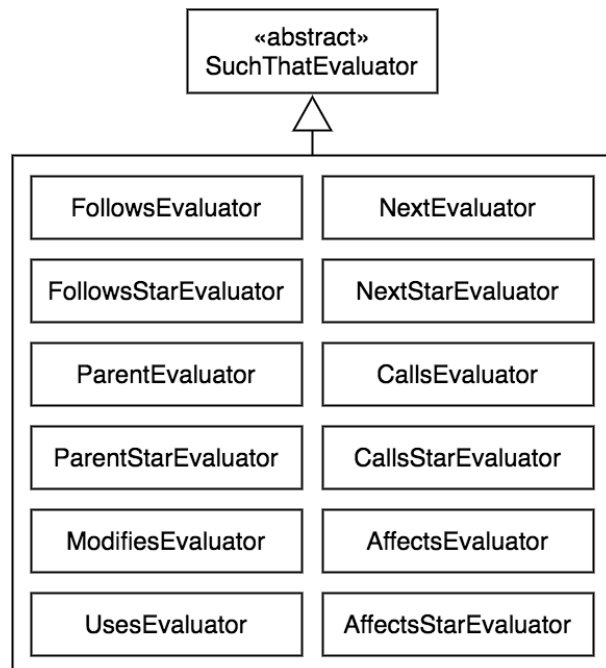 «abstract»
SuchThatEvaluator
FollowsEvaluator
NextEvaluator
FollowsStarEvaluator
NextStarEvaluator
ParentEvaluator
CallsEvaluator
ParentStarEvaluator
CallsStarEvaluator
ModifiesEvaluator
AffectsEvaluator
UsesEvaluator
AffectsStarEvaluator